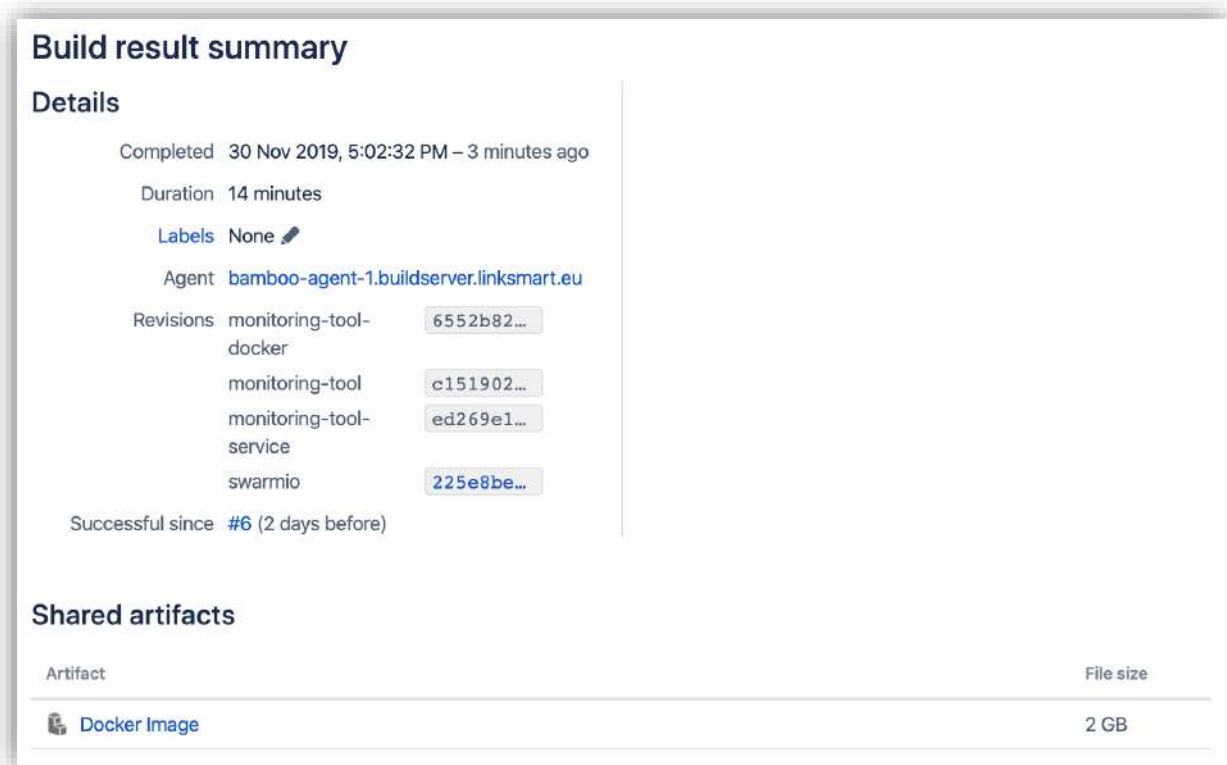 Build result summary
Details
Completed 30 Nov 2019, 5:02:32 PM – 3 minutes ago
Duration 14 minutes
Labels None
Agent bamboo-agent-1.buildserver.linksmart.eu
Revisions monitoring-tool- 6552b82…
docker
monitoring-tool c151902…
monitoring-tool- ed269e1…
service
swarmio 225e8be…
Successful since #6 (2 days before)
Shared artifacts
Artifact File size
Docker Image 2 GB